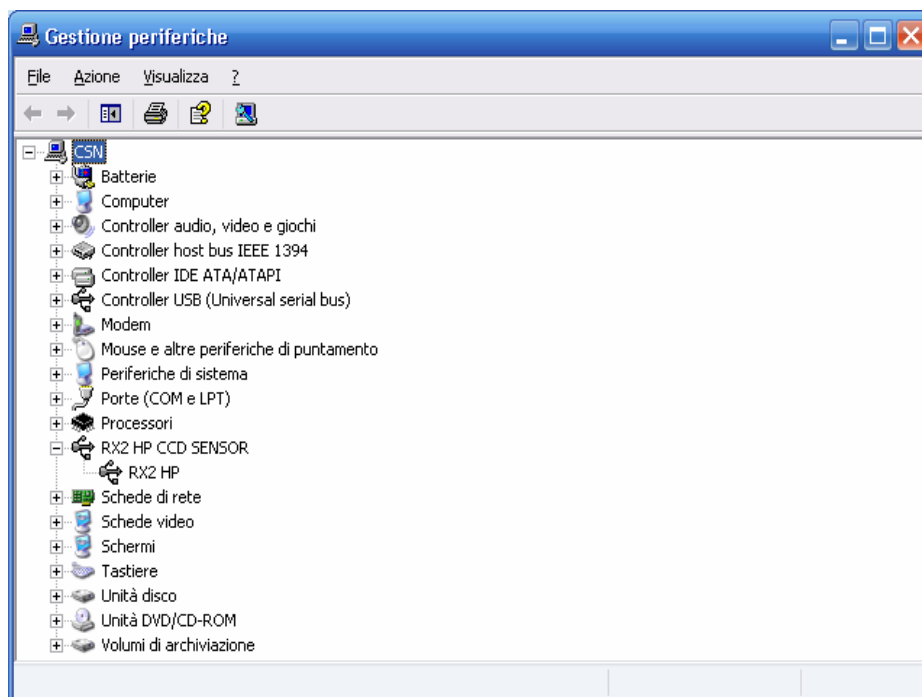 Gestione periferiche
File Azione Visualizza ?
CSN
Batterie
Computer
Controller audio, video e giochi
Controller host bus IEEE 1394
Controller IDE ATA/ATAPI
Controller USB (Universal serial bus)
Modem
Mouse e altre periferiche di puntamento
Periferiche di sistema
Porte (COM e LPT)
Processori
RX2 HP CCD SENSOR
RX2 HP
Schede di rete
Schede video
Schermi
Tastiere
Unità disco
Unità DVD/CD-ROM
Volumi di archiviazione